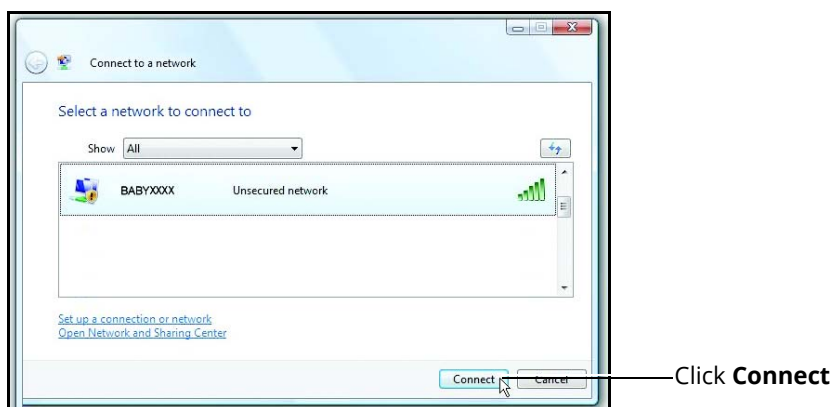 Connect to a network
Select a network to connect to
Show All
BABYXXXX Unsecured network
Set up a connection or network
Open Network and Sharing Center
Connect Cancel
Click Connect